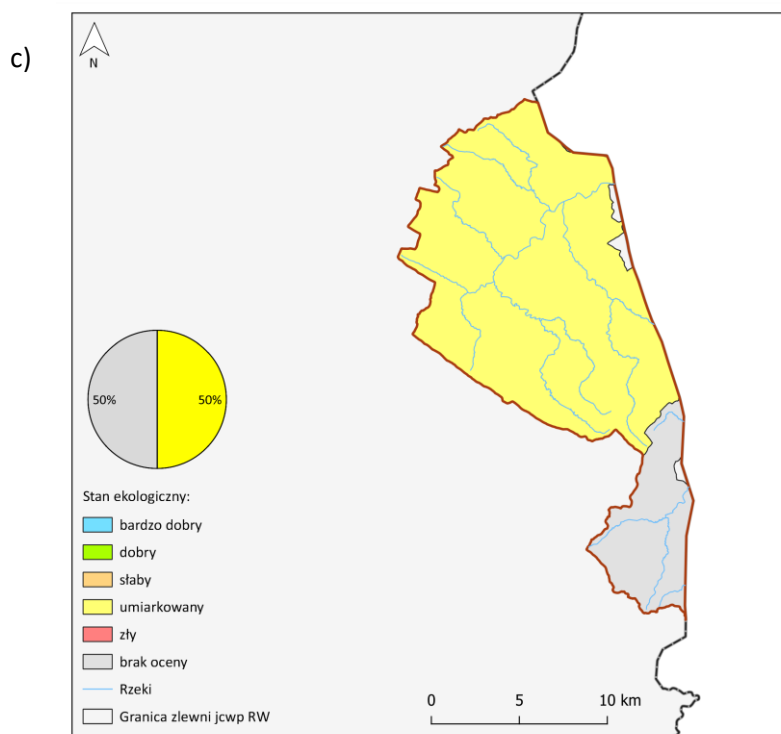 c)
N
50%
50%
Stan ekologiczny:
bardzo dobry
dobry
słaby
umiarkowany
zły
brak oceny
Rzeki
Granica zlewni jcwp RW
0 5 10 km